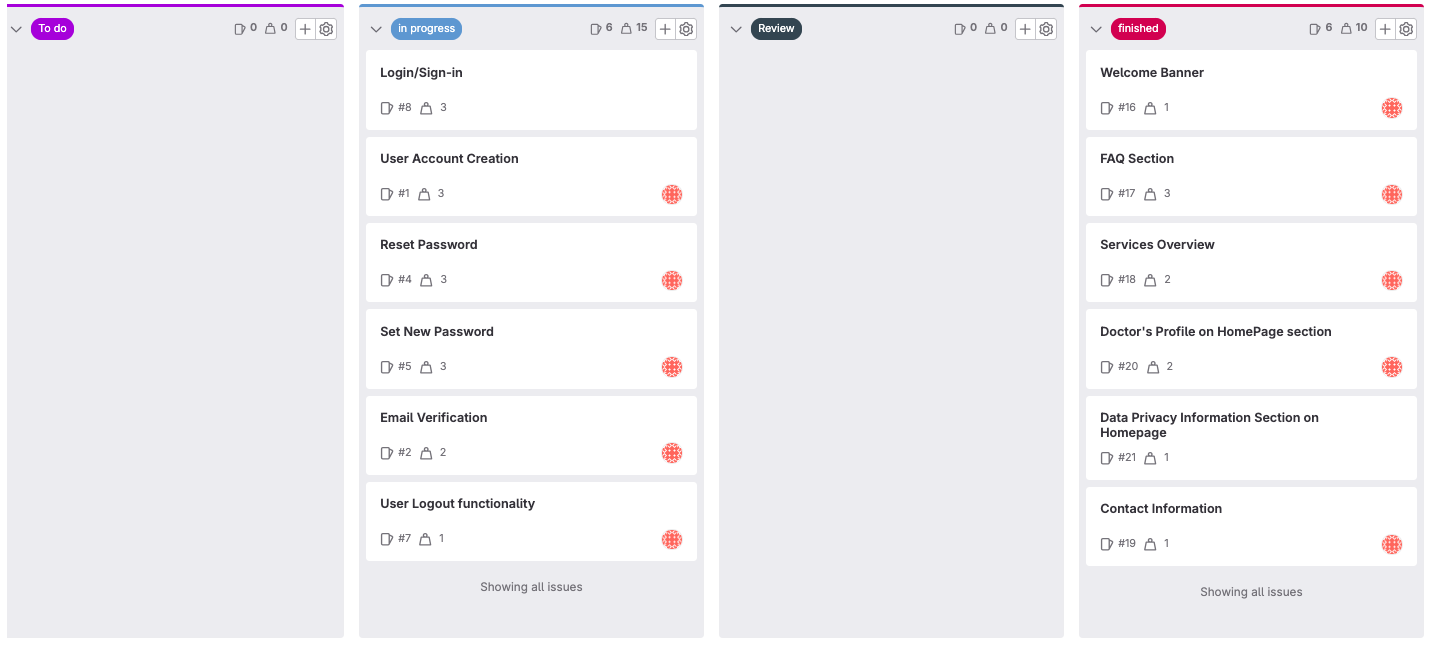 To do 0 0
in progress 6 15
Login/Sign-in
#8 3
User Account Creation
#1 3
Reset Password
#4 3
Set New Password
#5 3
Email Verification
#2 2
User Logout functionality
#7 1
Showing all issues
Review 0 0
finished 6 10
Welcome Banner
#16 1
FAQ Section
#17 3
Services Overview
#18 2
Doctor's Profile on HomePage section
#20 2
Data Privacy Information Section on
Homepage
#21 1
Contact Information
#19 1
Showing all issues